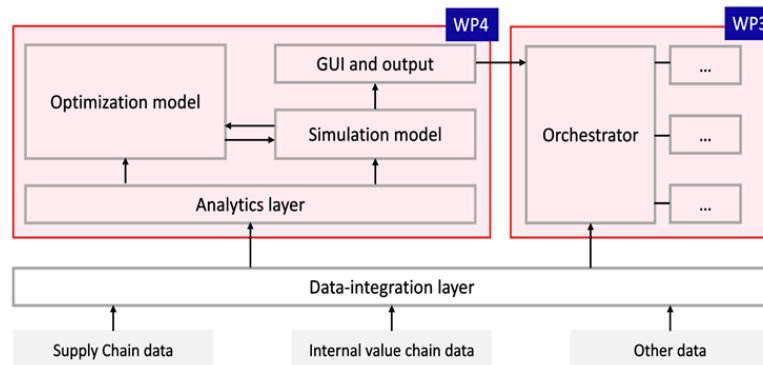 WP4
WP3
GUI and output
Optimization model
Simulation model
Orchestrator
Analytics layer
...
...
...
Data-integration layer
Supply Chain data
Internal value chain data
Other data